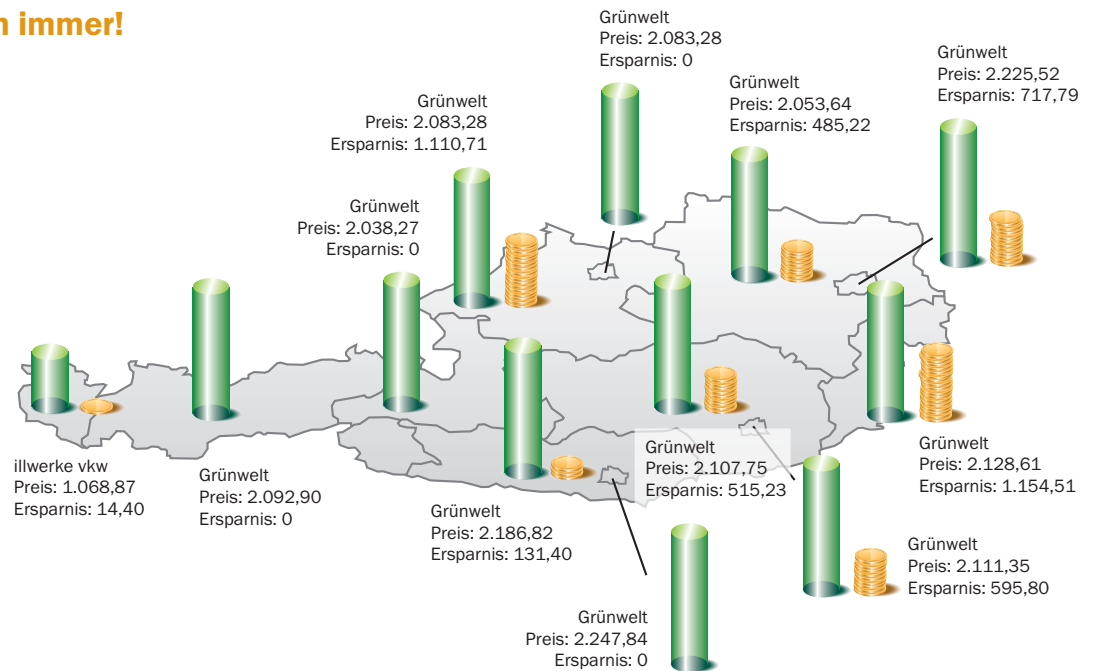 n immer!
Grünwelt
Preis: 2.083,28
Ersparnis: 0
Grünwelt
Preis: 2.225,52
Ersparnis: 717,79
Grünwelt
Preis: 2.053,64
Ersparnis: 485,22
Grünwelt
Preis: 2.083,28
Ersparnis: 1.110,71
Grünwelt
Preis: 2.038,27
Ersparnis: 0
illwerke vkw
Preis: 1.068,87
Ersparnis: 14,40
Grünwelt
Preis: 2.092,90
Ersparnis: 0
Grünwelt
Preis: 2.186,82
Ersparnis: 131,40
Grünwelt
Preis: 2.107,75
Ersparnis: 515,23
Grünwelt
Preis: 2.128,61
Ersparnis: 1.154,51
Grünwelt
Preis: 2.111,35
Ersparnis: 595,80
Grünwelt
Preis: 2.247,84
Ersparnis: 0